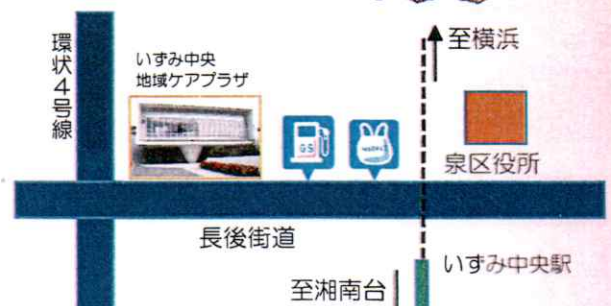 環状4号線
いずみ中央
地域ケアプラザ
至横浜
GS
泉区役所
長後街道
いずみ中央駅
至湘南台